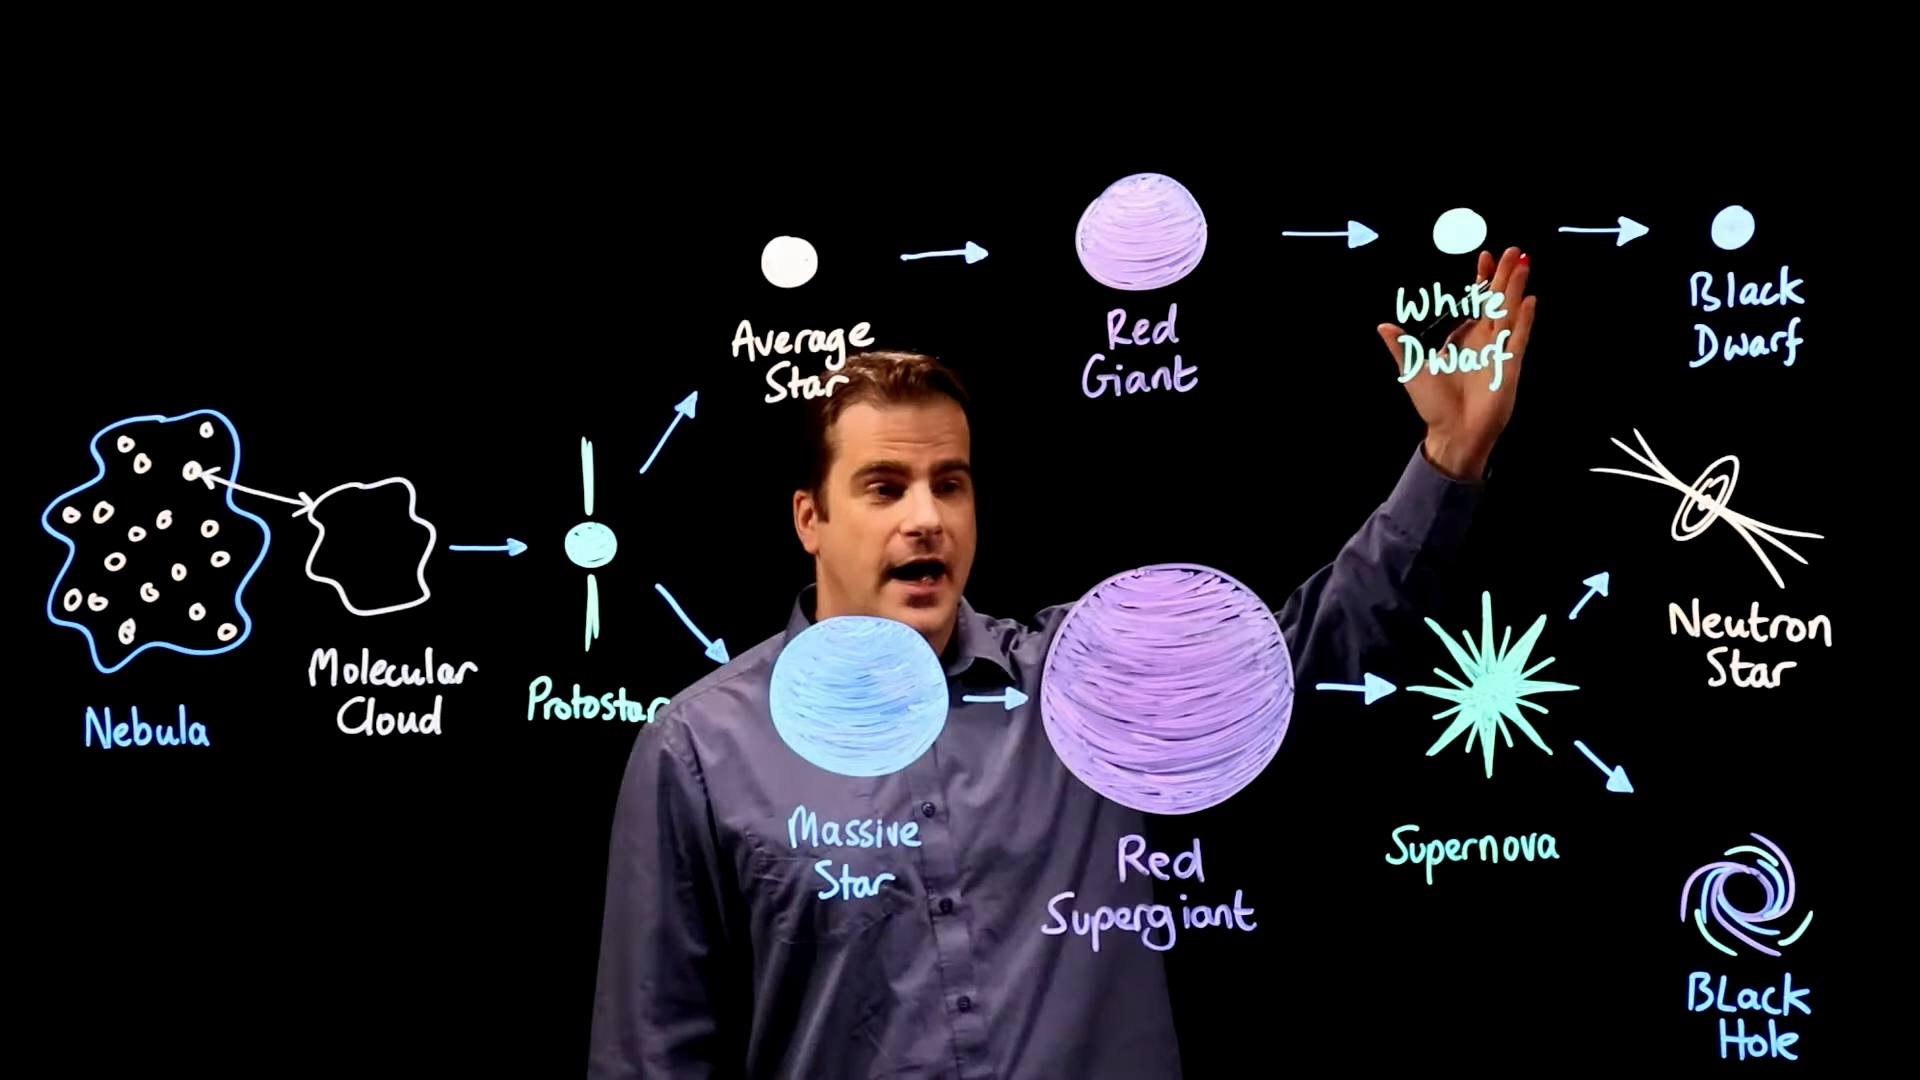 Nebula
Molecular
Cloud
Protostar
Average
Star
Red
Giant
White
Dwarf
Black
Dwarf
Massive
Star
Red
Supergiant
Supernova
Neutron
Star
BLack
Hole